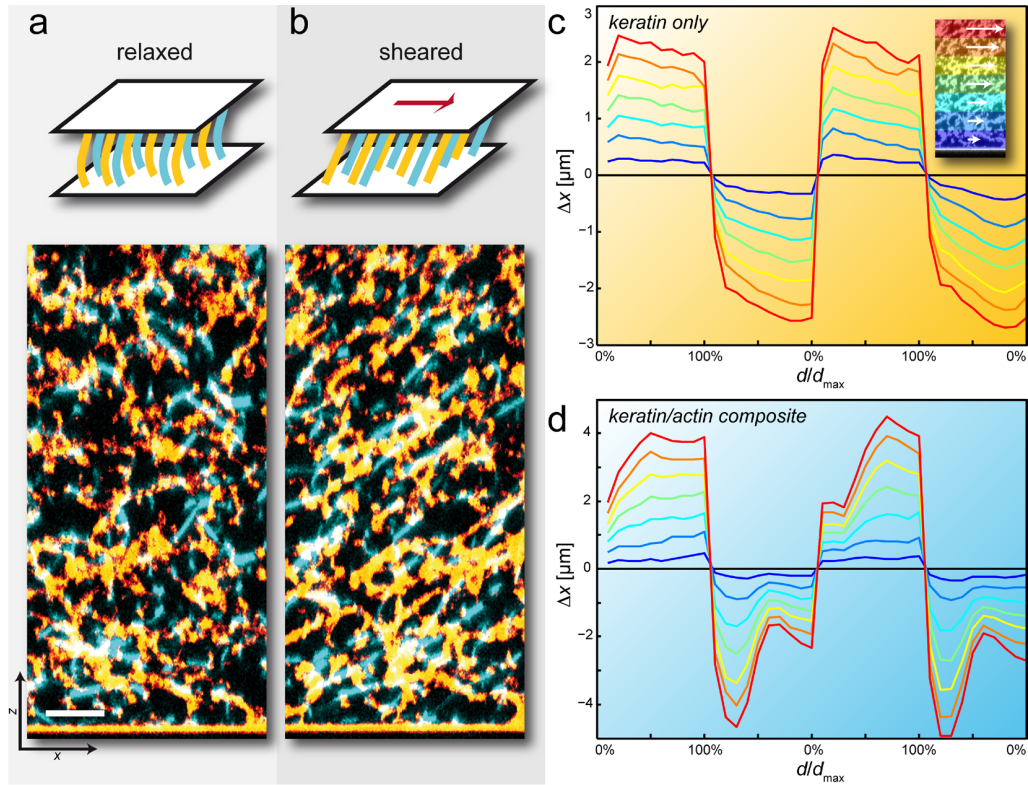 a
relaxed
b
sheared
z
x
c
keratin only
3
2
1
0
−1
−2
−3
Δx [µm]
0%
100%
0%
100%
0%
d/dmax
d
keratin/actin composite
4
2
0
−2
−4
Δx [µm]
0%
100%
0%
100%
0%
d/dmax